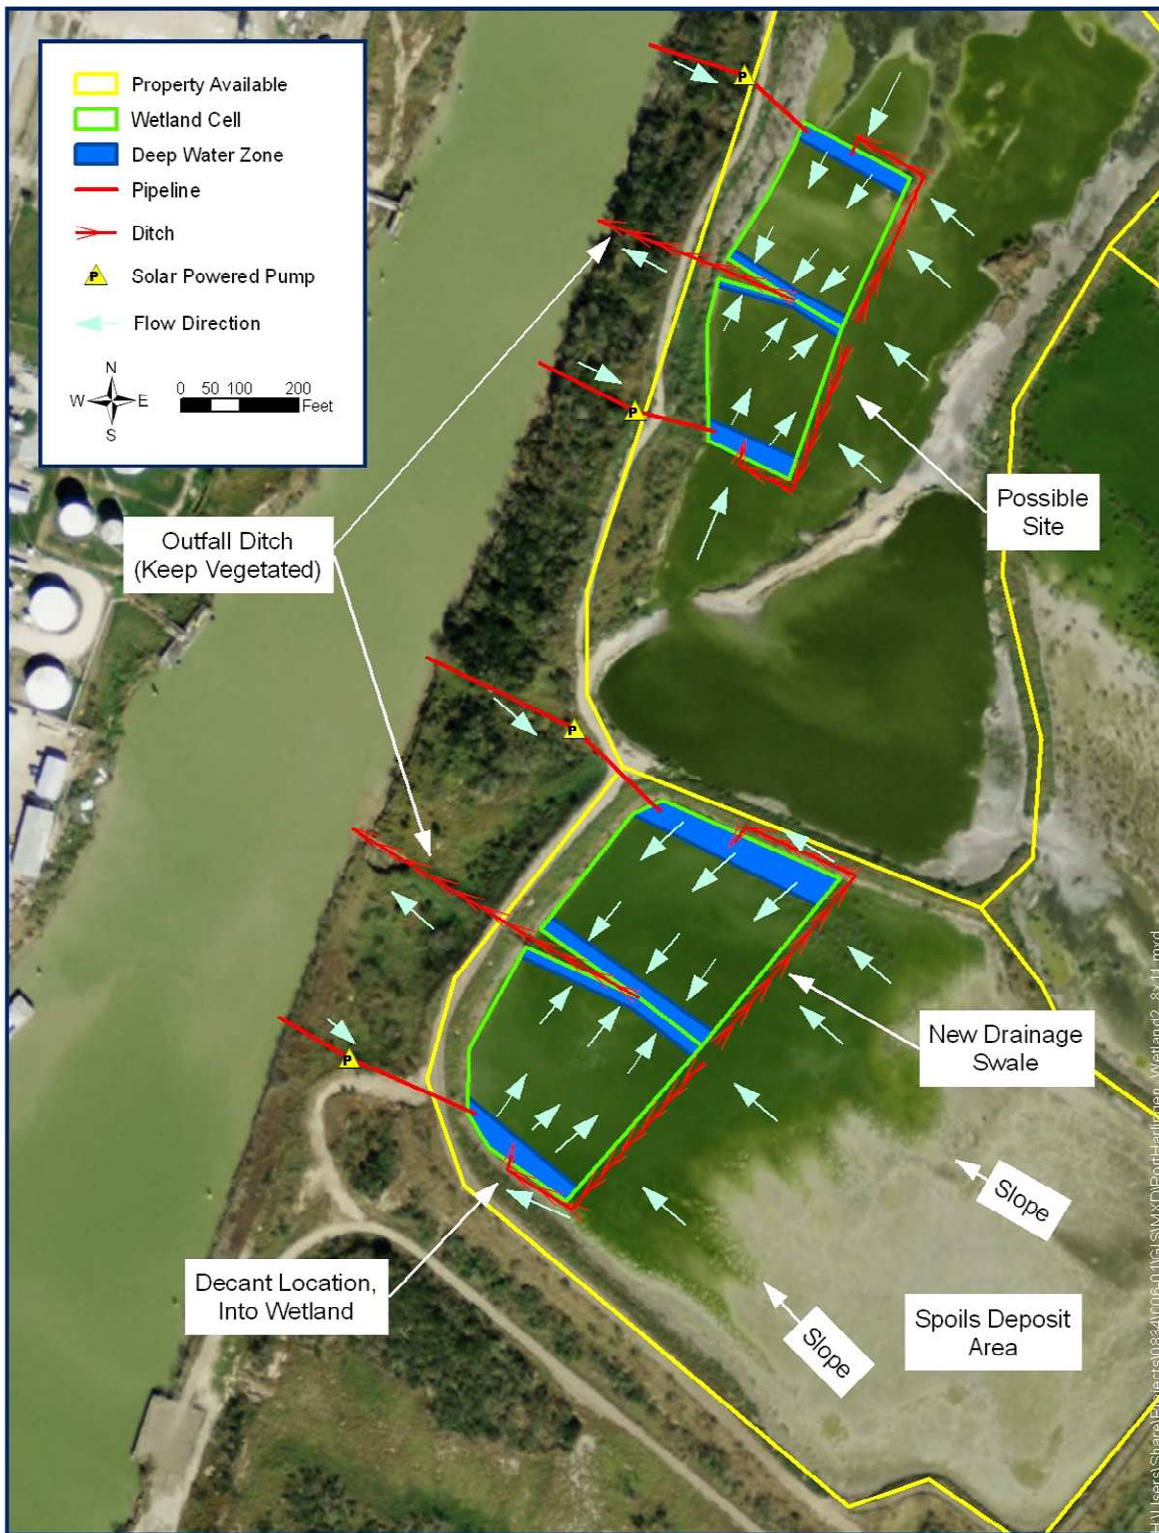 Property Available
Wetland Cell
Deep Water Zone
Pipeline
Ditch
P
Solar Powered Pump
Flow Direction
N
W
E
S
0 50 100 200
Feet
P
P
Possible
Site
Outfall Ditch
(Keep Vegetated)
P
New Drainage
Swale
P
Slope
Decant Location,
Into Wetland
Slope
Spoils Deposit
Area